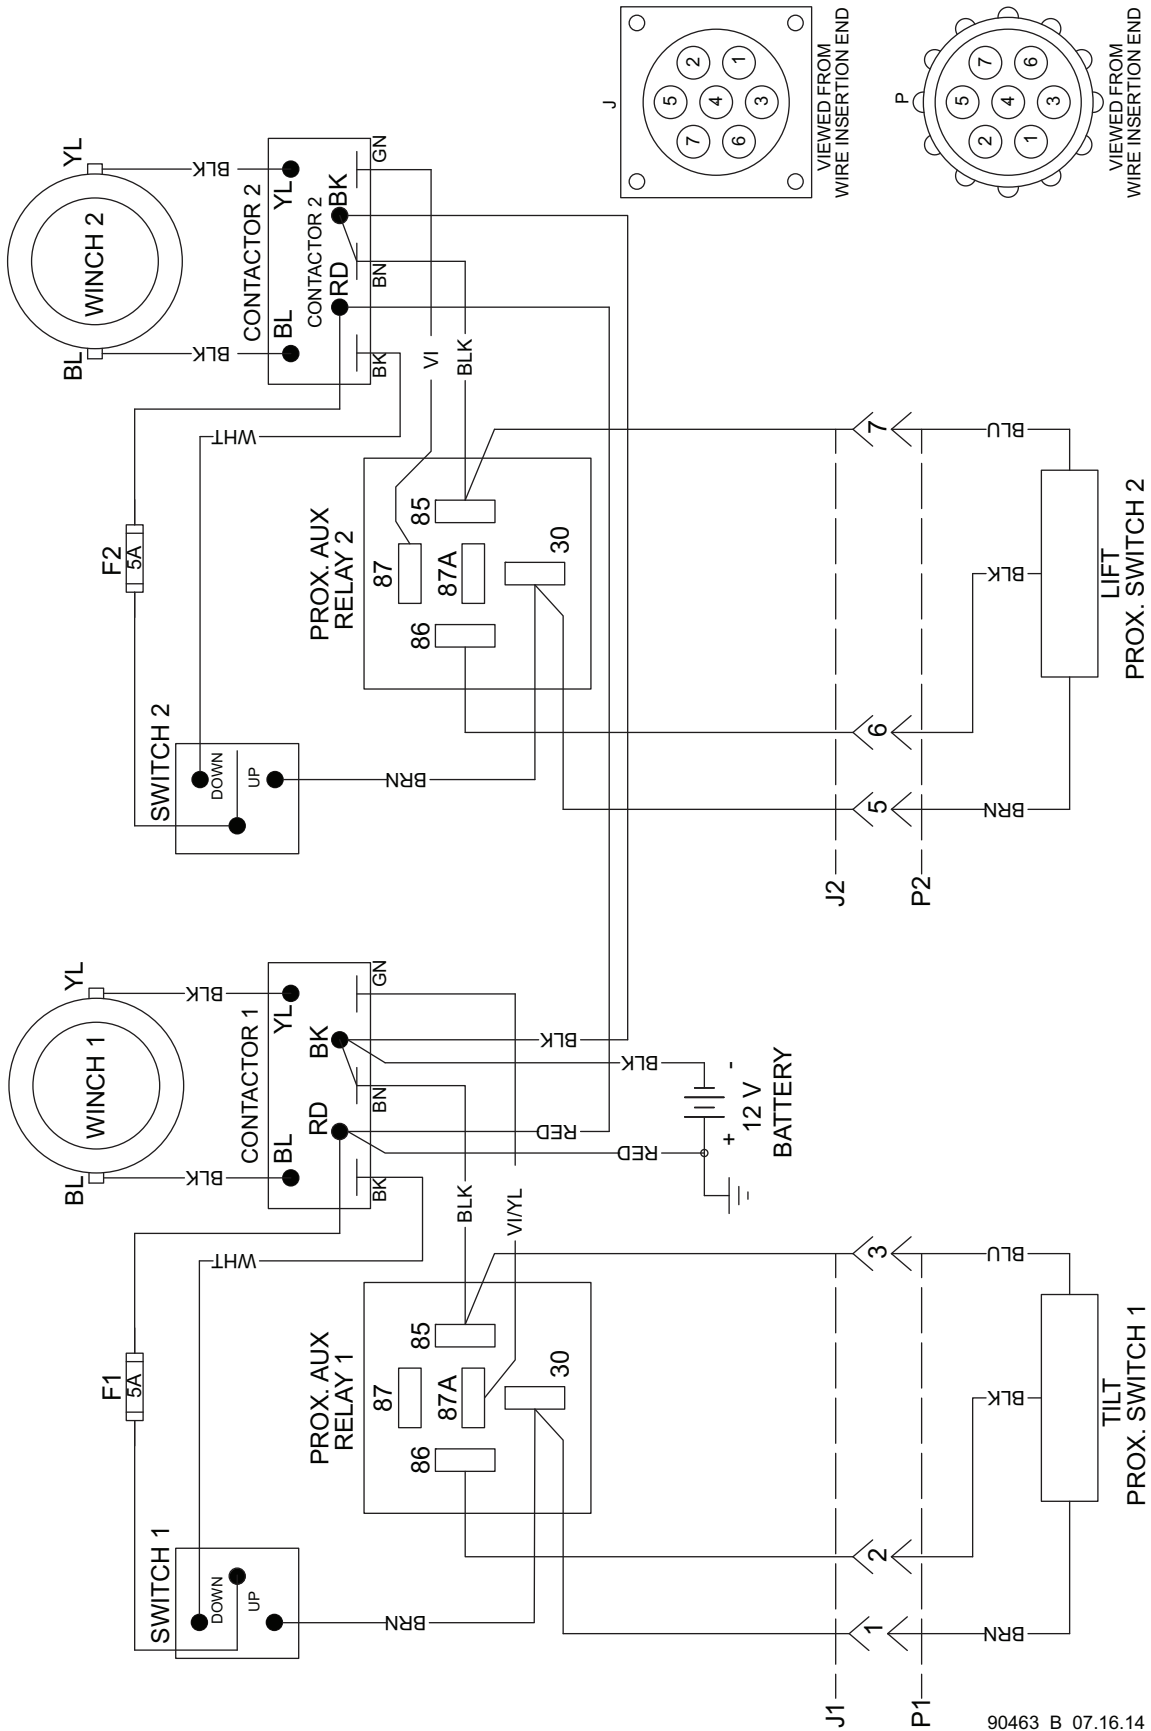 BL
WINCH 2
YL
BLK
BLK
CONTACTOR 2
BL
YL
CONTACTOR 2
RD
BK
BK
BN
GN
F2
5A
WHT
VI
BLK
SWITCH 2
DOWN
UP
BRN
PROX. AUX
RELAY 2
87
85
87A
86
30
J2
P2
5
6
7
BRN
BLK
BLU
LIFT
PROX. SWITCH 2
J
2
1
5
4
3
7
6
VIEWED FROM
WIRE INSERTION END
P
7
6
5
4
3
2
1
VIEWED FROM
WIRE INSERTION END
BL
WINCH 1
YL
BLK
BLK
CONTACTOR 1
BL
YL
RD
BK
BK
BN
GN
F1
5A
WHT
BLK
VI/YL
RED
BLK
RED
BLK
+
-
12 V
BATTERY
SWITCH 1
DOWN
UP
BRN
PROX. AUX
RELAY 1
87
85
87A
86
30
J1
P1
1
2
3
BRN
BLK
BLU
TILT
PROX. SWITCH 1
90463 B 07.16.14